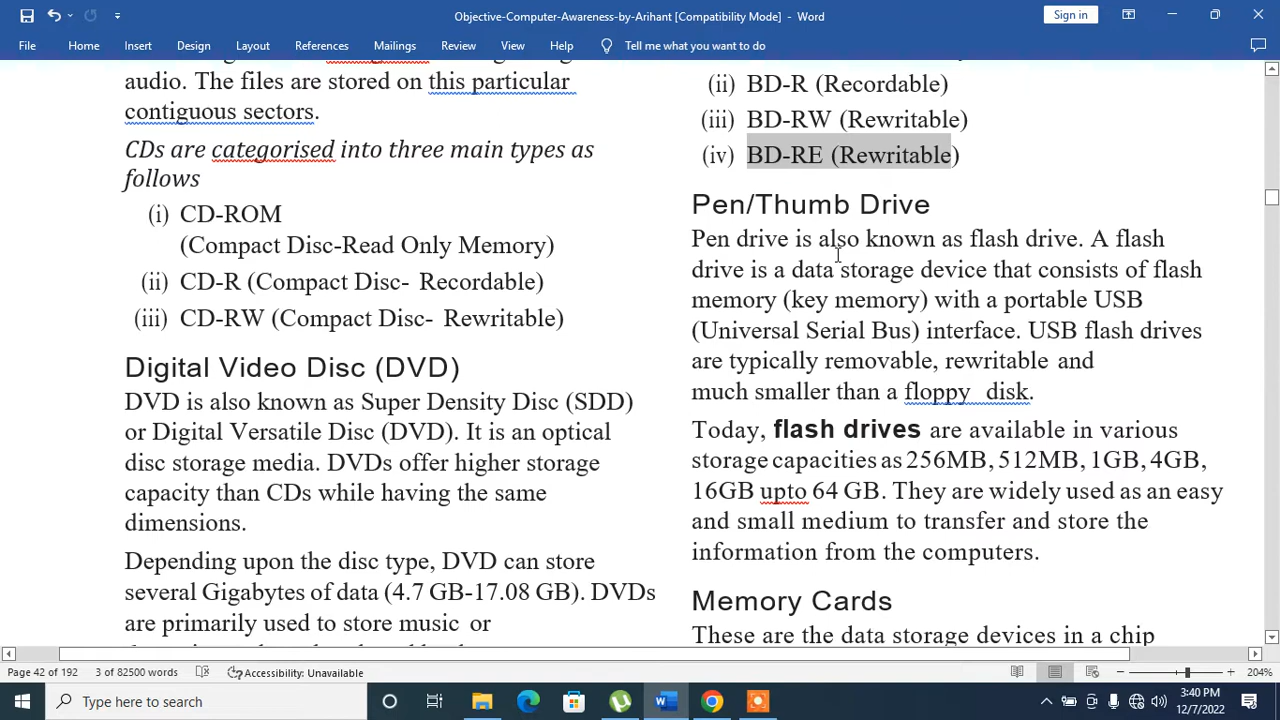 Objective-Computer-Awareness-by-Arihant [Compatibility Mode] - Word
Sign in
File Home Insert Design Layout References Mailings Review View Help Tell me what you want to do
audio. The files are stored on this particular
contiguous sectors.
CDs are categorised into three main types as
follows
(i) CD-ROM
(Compact Disc-Read Only Memory)
(ii) CD-R (Compact Disc- Recordable)
(iii) CD-RW (Compact Disc- Rewritable)
Digital Video Disc (DVD)
DVD is also known as Super Density Disc (SDD)
or Digital Versatile Disc (DVD). It is an optical
disc storage media. DVDs offer higher storage
capacity than CDs while having the same
dimensions.
Depending upon the disc type, DVD can store
several Gigabytes of data (4.7 GB-17.08 GB). DVDs
are primarily used to store music or
(ii) BD-R (Recordable)
(iii) BD-RW (Rewritable)
(iv) BD-RE (Rewritable)
Pen/Thumb Drive
Pen drive is also known as flash drive. A flash
drive is a data storage device that consists of flash
memory (key memory) with a portable USB
(Universal Serial Bus) interface. USB flash drives
are typically removable, rewritable and
much smaller than a floppy disk.
Today, flash drives are available in various
storage capacities as 256MB, 512MB, 1GB, 4GB,
16GB upto 64 GB. They are widely used as an easy
and small medium to transfer and store the
information from the computers.
Memory Cards
These are the data storage devices in a chip
Page 42 of 192 3 of 82500 words Accessibility: Unavailable 204%
Type here to search
3:40 PM
12/7/2022